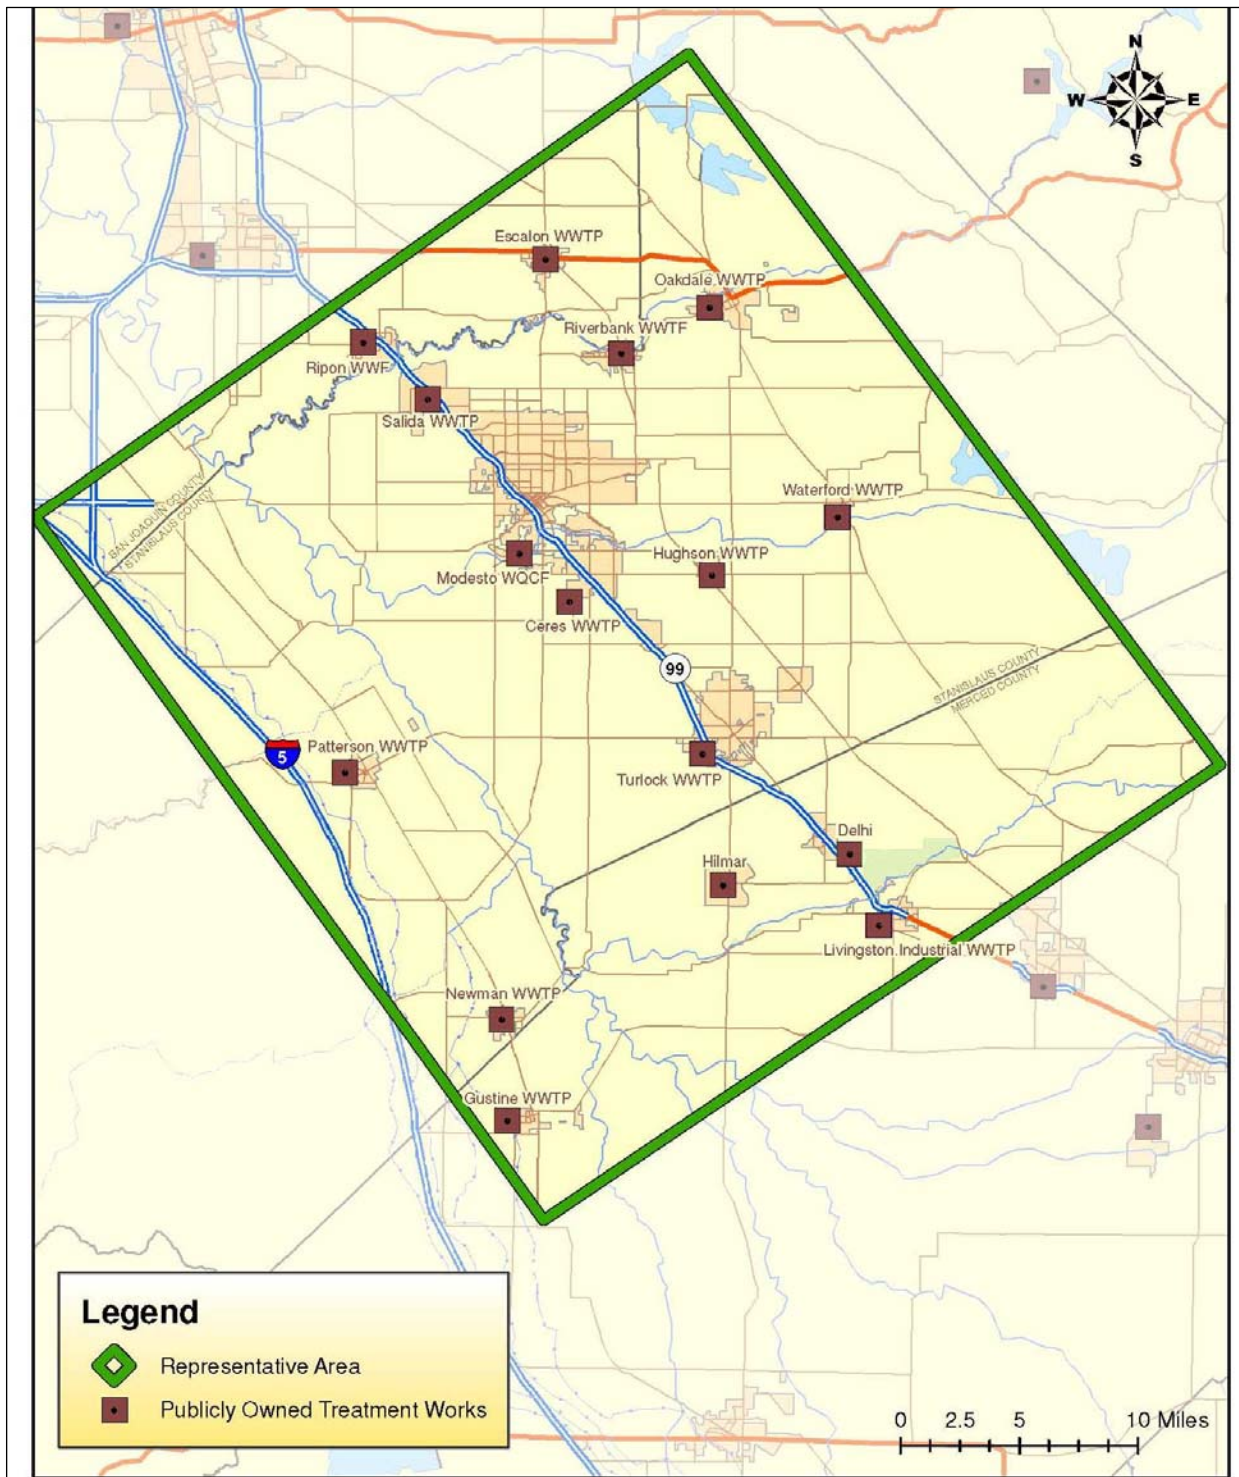 N
W E
S
Escalon WWTP
Oakdale WWTP
Riverbank WWTF
Ripon WWF
Salida WWTP
Waterford WWTP
SAN JOAQUIN COUNTY
STANISLAUS COUNTY
Hughson WWTP
Modesto WQCF
Ceres WWTP
99
STANISLAUS COUNTY
MERCED COUNTY
5
Patterson WWTP
Turlock WWTP
Delhi
Hilmar
Livingston Industrial WWTP
Newman WWTP
Gustine WWTP
Legend
Representative Area
Publicly Owned Treatment Works
0 2.5 5 10 Miles